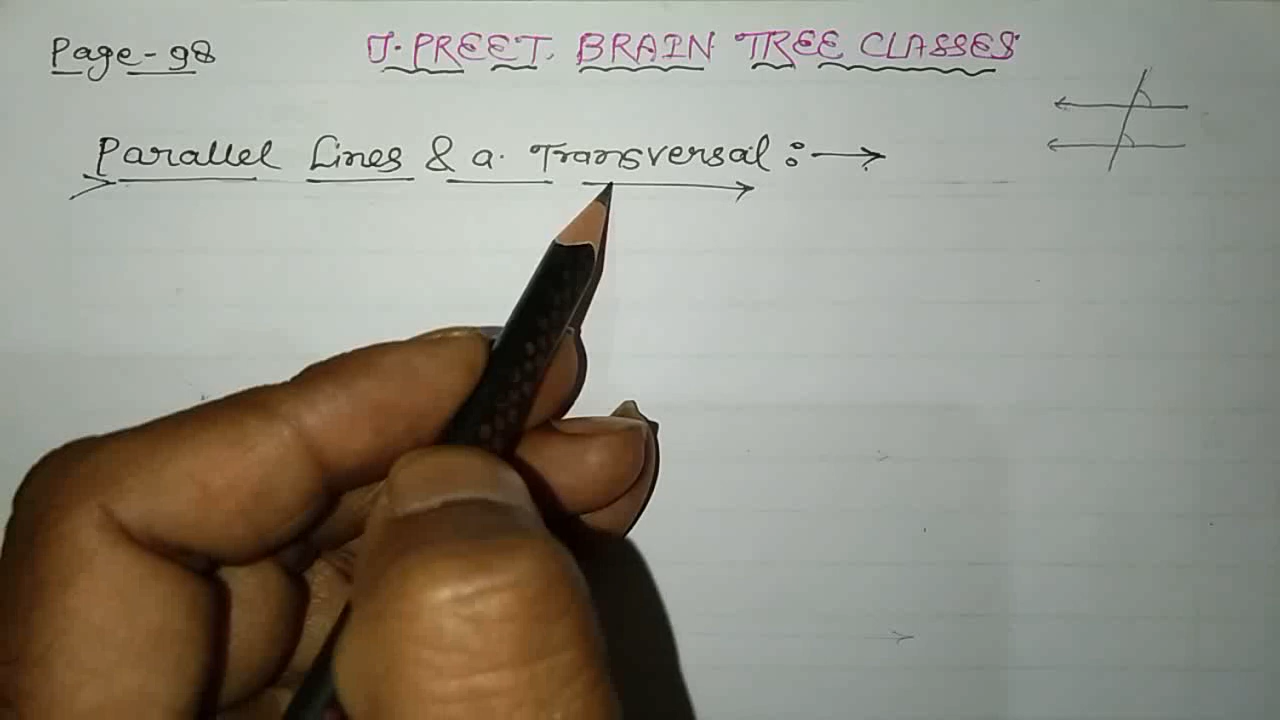 Page-98
J. PREET. BRAIN TREE CLASSES
Parallel Lines & a. Transversal :→